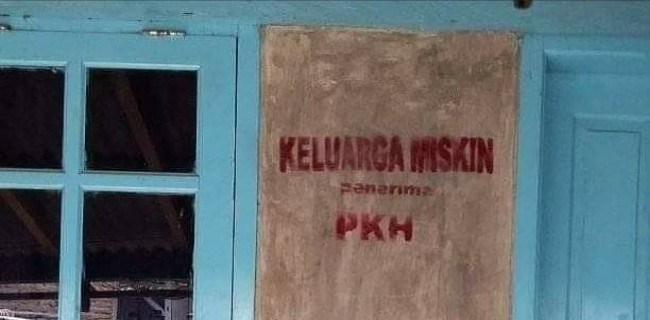 KELUARGA MISKIN
penerima
PKH